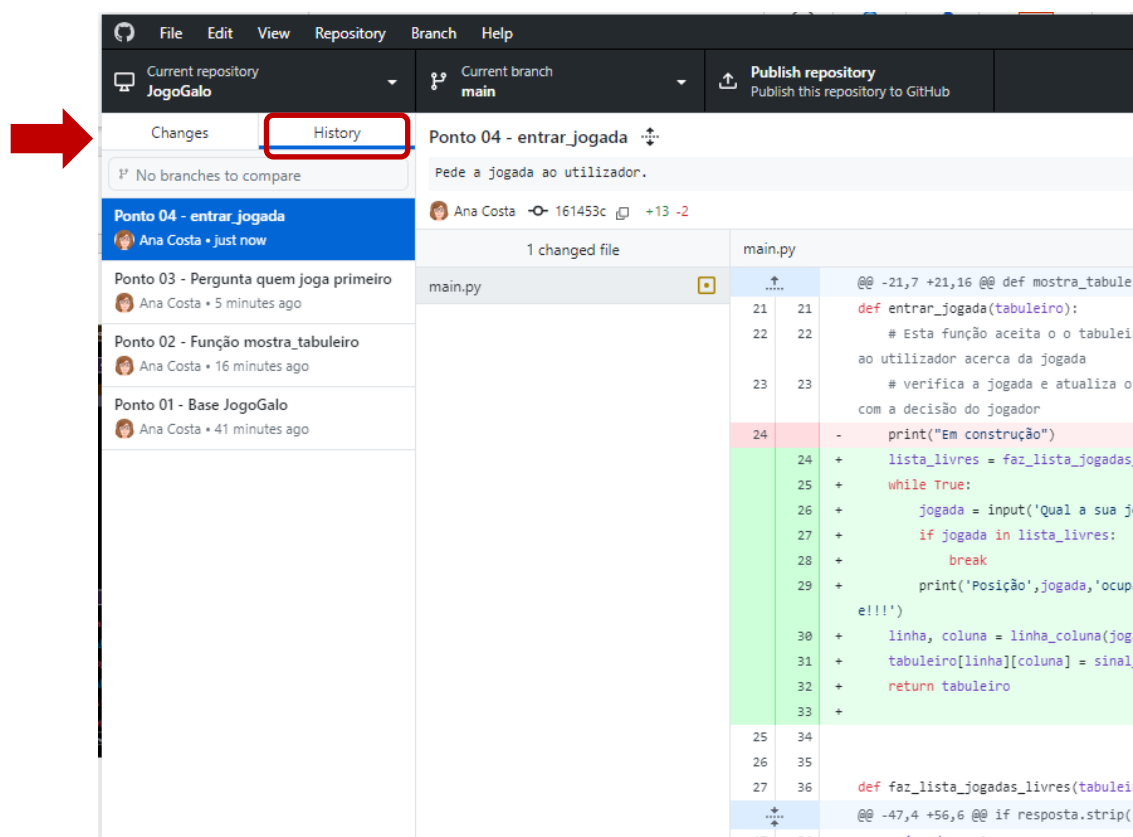 File Edit View Repository Branch Help
Current repository
JogoGalo
Current branch
main
Publish repository
Publish this repository to GitHub
Changes
History
No branches to compare
Ponto 04 - entrar_jogada
Ana Costa • just now
Ponto 03 - Pergunta quem joga primeiro
Ana Costa • 5 minutes ago
Ponto 02 - Função mostra_tabuleiro
Ana Costa • 16 minutes ago
Ponto 01 - Base JogoGalo
Ana Costa • 41 minutes ago
Ponto 04 - entrar_jogada
Pede a jogada ao utilizador.
Ana Costa 161453c +13 -2
1 changed file
main.py
main.py
@@ -21,7 +21,16 @@ def mostra_tabule
21 21 def entrar_jogada(tabuleiro):
22 22 # Esta função aceita o o tabulei
ao utilizador acerca da jogada
23 23 # verifica a jogada e atualiza o
com a decisão do jogador
24 - print("Em construção")
24 + lista_livres = faz_lista_jogadas_
25 + while True:
26 + jogada = input('Qual a sua j
27 + if jogada in lista_livres:
28 + break
29 + print('Posição',jogada,'ocup
e!!!')
30 + linha, coluna = linha_coluna(jog
31 + tabuleiro[linha][coluna] = sinal_
32 + return tabuleiro
33 +
25 34
26 35
27 36 def faz_lista_jogadas_livres(tabulei
@@ -47,4 +56,6 @@ if resposta.strip(